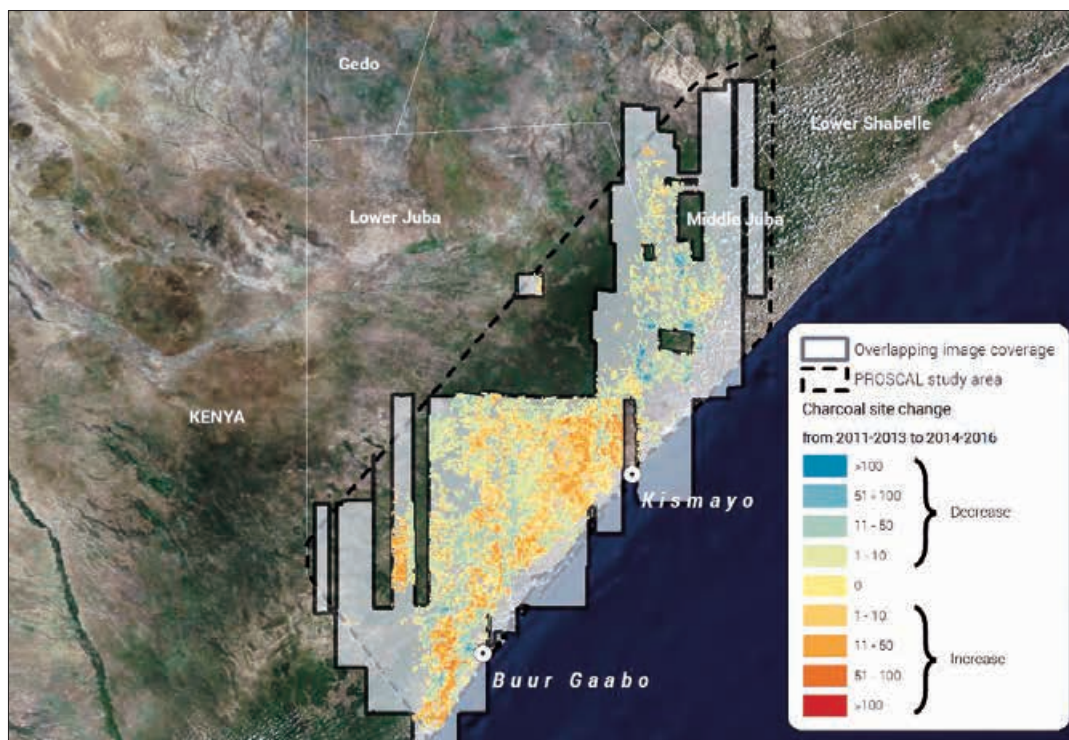 Gedo
Lower Shabelle
Lower Juba
Middle Juba
KENYA
Kismayo
Buur Gaabo
Overlapping image coverage
PROSCAL study area
Charcoal site change
from 2011-2013 to 2014-2016
>100
51 - 100
11 - 50
1 - 10
Decrease
0
1 - 10
11 - 50
51 - 100
>100
Increase